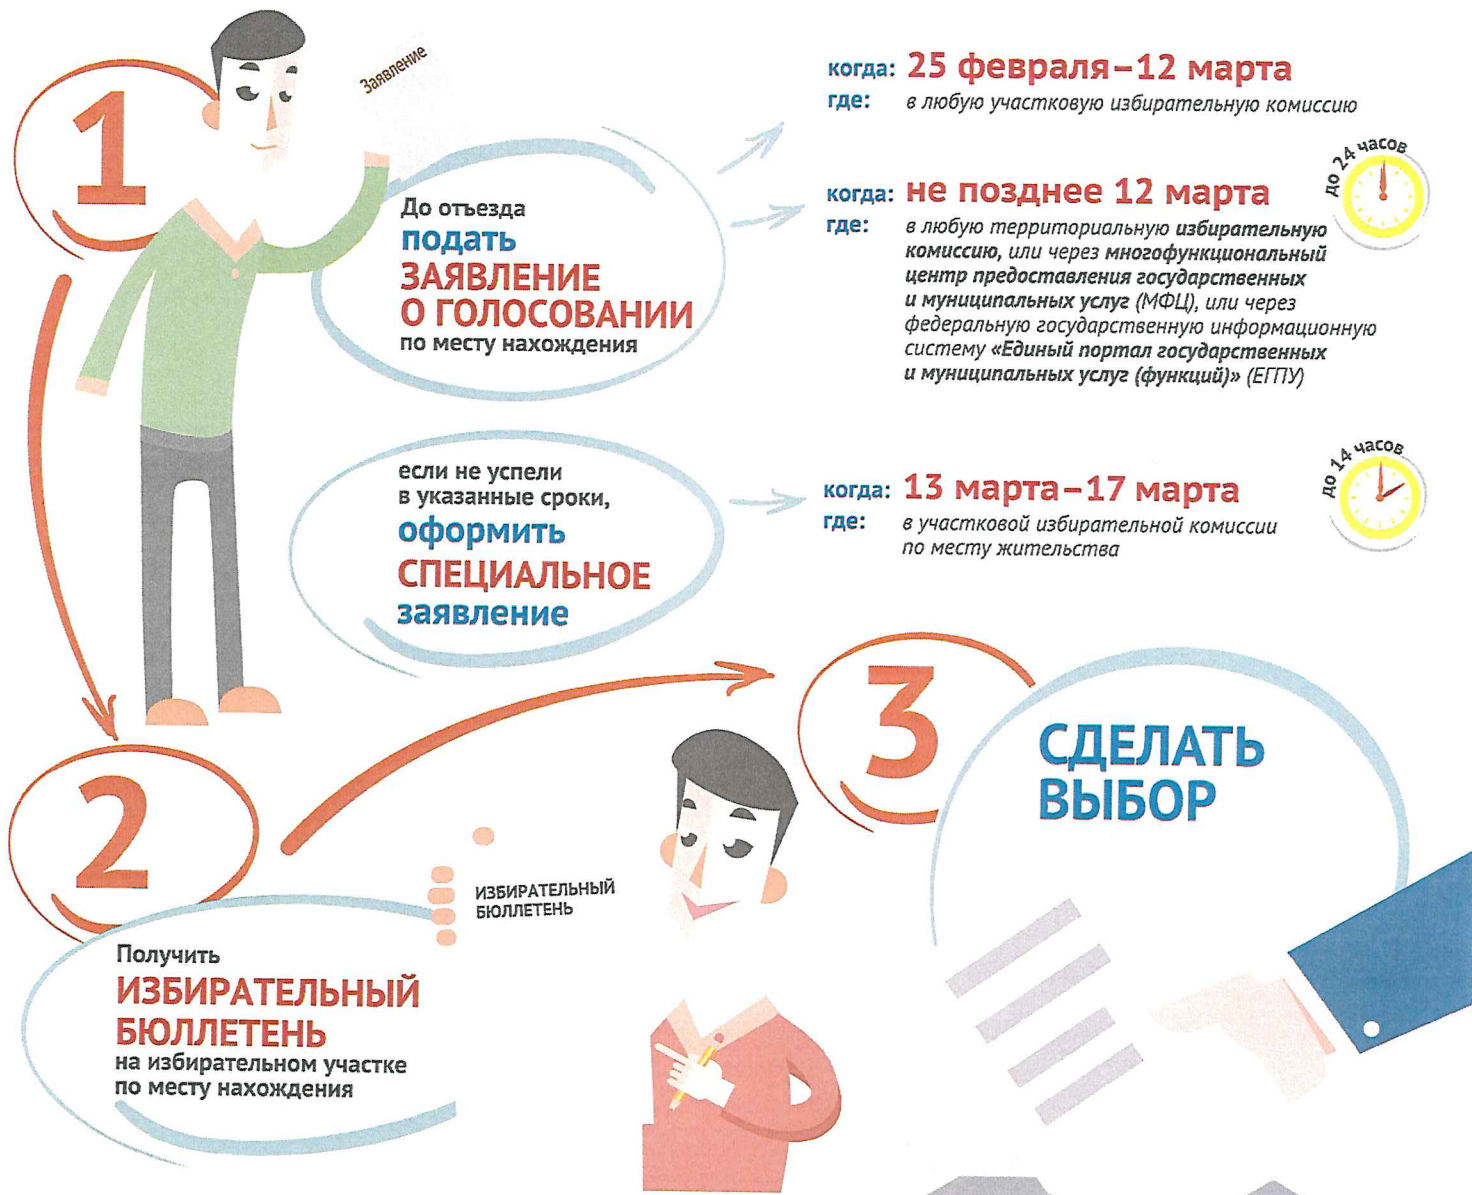 1
Заявление
До отъезда
подать
ЗАЯВЛЕНИЕ
О ГОЛОСОВАНИИ
по месту нахождения
когда: 25 февраля–12 марта
где: в любую участковую избирательную комиссию
когда: не позднее 12 марта
до 24 часов
где: в любую территориальную избирательную
комиссию, или через многофункциональный
центр предоставления государственных
и муниципальных услуг (МФЦ), или через
федеральную государственную информационную
систему «Единый портал государственных
и муниципальных услуг (функций)» (ЕГПУ)
если не успели
в указанные сроки,
оформить
СПЕЦИАЛЬНОЕ
заявление
когда: 13 марта–17 марта
до 14 часов
где: в участковой избирательной комиссии
по месту жительства
2
Получить
ИЗБИРАТЕЛЬНЫЙ
БЮЛЛЕТЕНЬ
на избирательном участке
по месту нахождения
ИЗБИРАТЕЛЬНЫЙ
БЮЛЛЕТЕНЬ
3
СДЕЛАТЬ
ВЫБОР